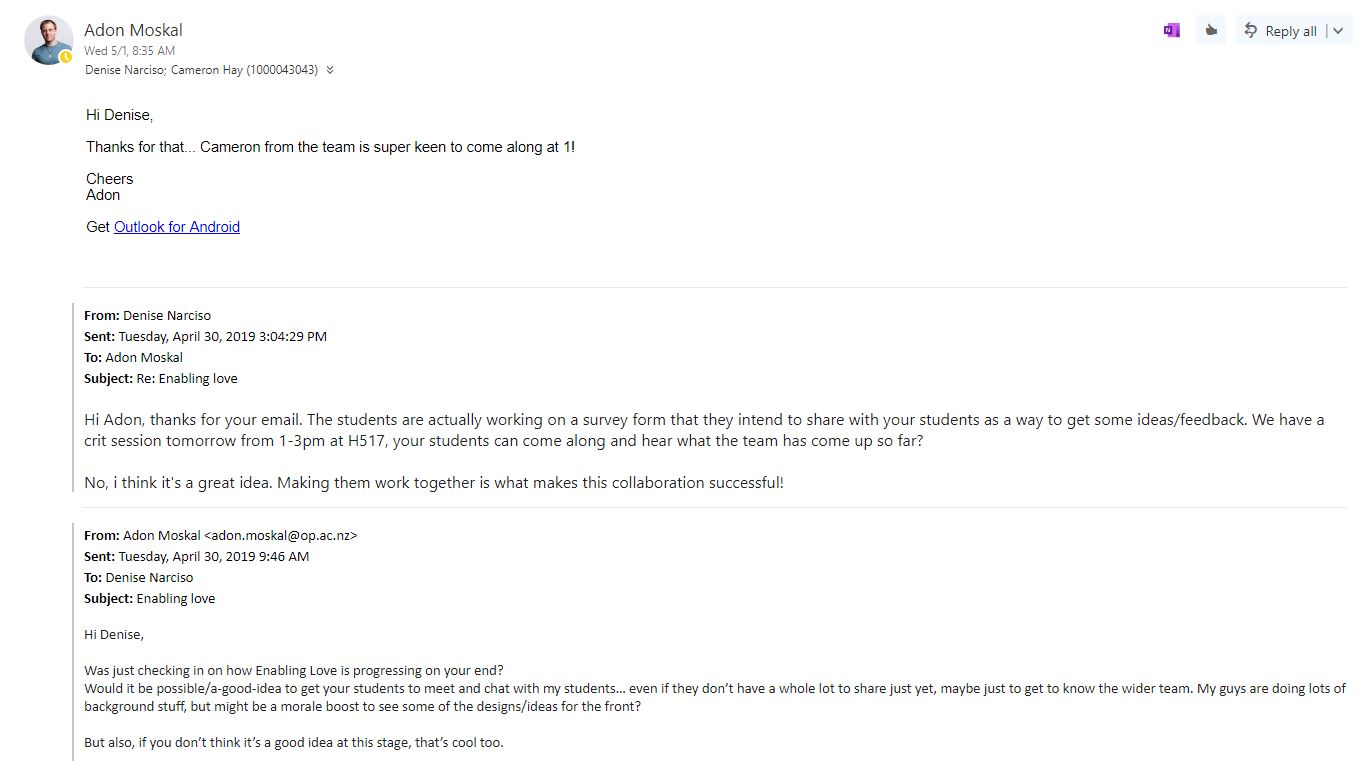 Adon Moskal
Wed 5/1, 8:35 AM
Denise Narciso; Cameron Hay (1000043043)
Reply all
Hi Denise,
Thanks for that... Cameron from the team is super keen to come along at 1!
Cheers
Adon
Get Outlook for Android
From: Denise Narciso
Sent: Tuesday, April 30, 2019 3:04:29 PM
To: Adon Moskal
Subject: Re: Enabling love
Hi Adon, thanks for your email. The students are actually working on a survey form that they intend to share with your students as a way to get some ideas/feedback. We have a
crit session tomorrow from 1-3pm at H517, your students can come along and hear what the team has come up so far?
No, i think it's a great idea. Making them work together is what makes this collaboration successful!
From: Adon Moskal <adon.moskal@op.ac.nz>
Sent: Tuesday, April 30, 2019 9:46 AM
To: Denise Narciso
Subject: Enabling love
Hi Denise,
Was just checking in on how Enabling Love is progressing on your end?
Would it be possible/a-good-idea to get your students to meet and chat with my students… even if they don’t have a whole lot to share just yet, maybe just to get to know the wider team. My guys are doing lots of
background stuff, but might be a morale boost to see some of the designs/ideas for the front?
But also, if you don’t think it’s a good idea at this stage, that’s cool too.